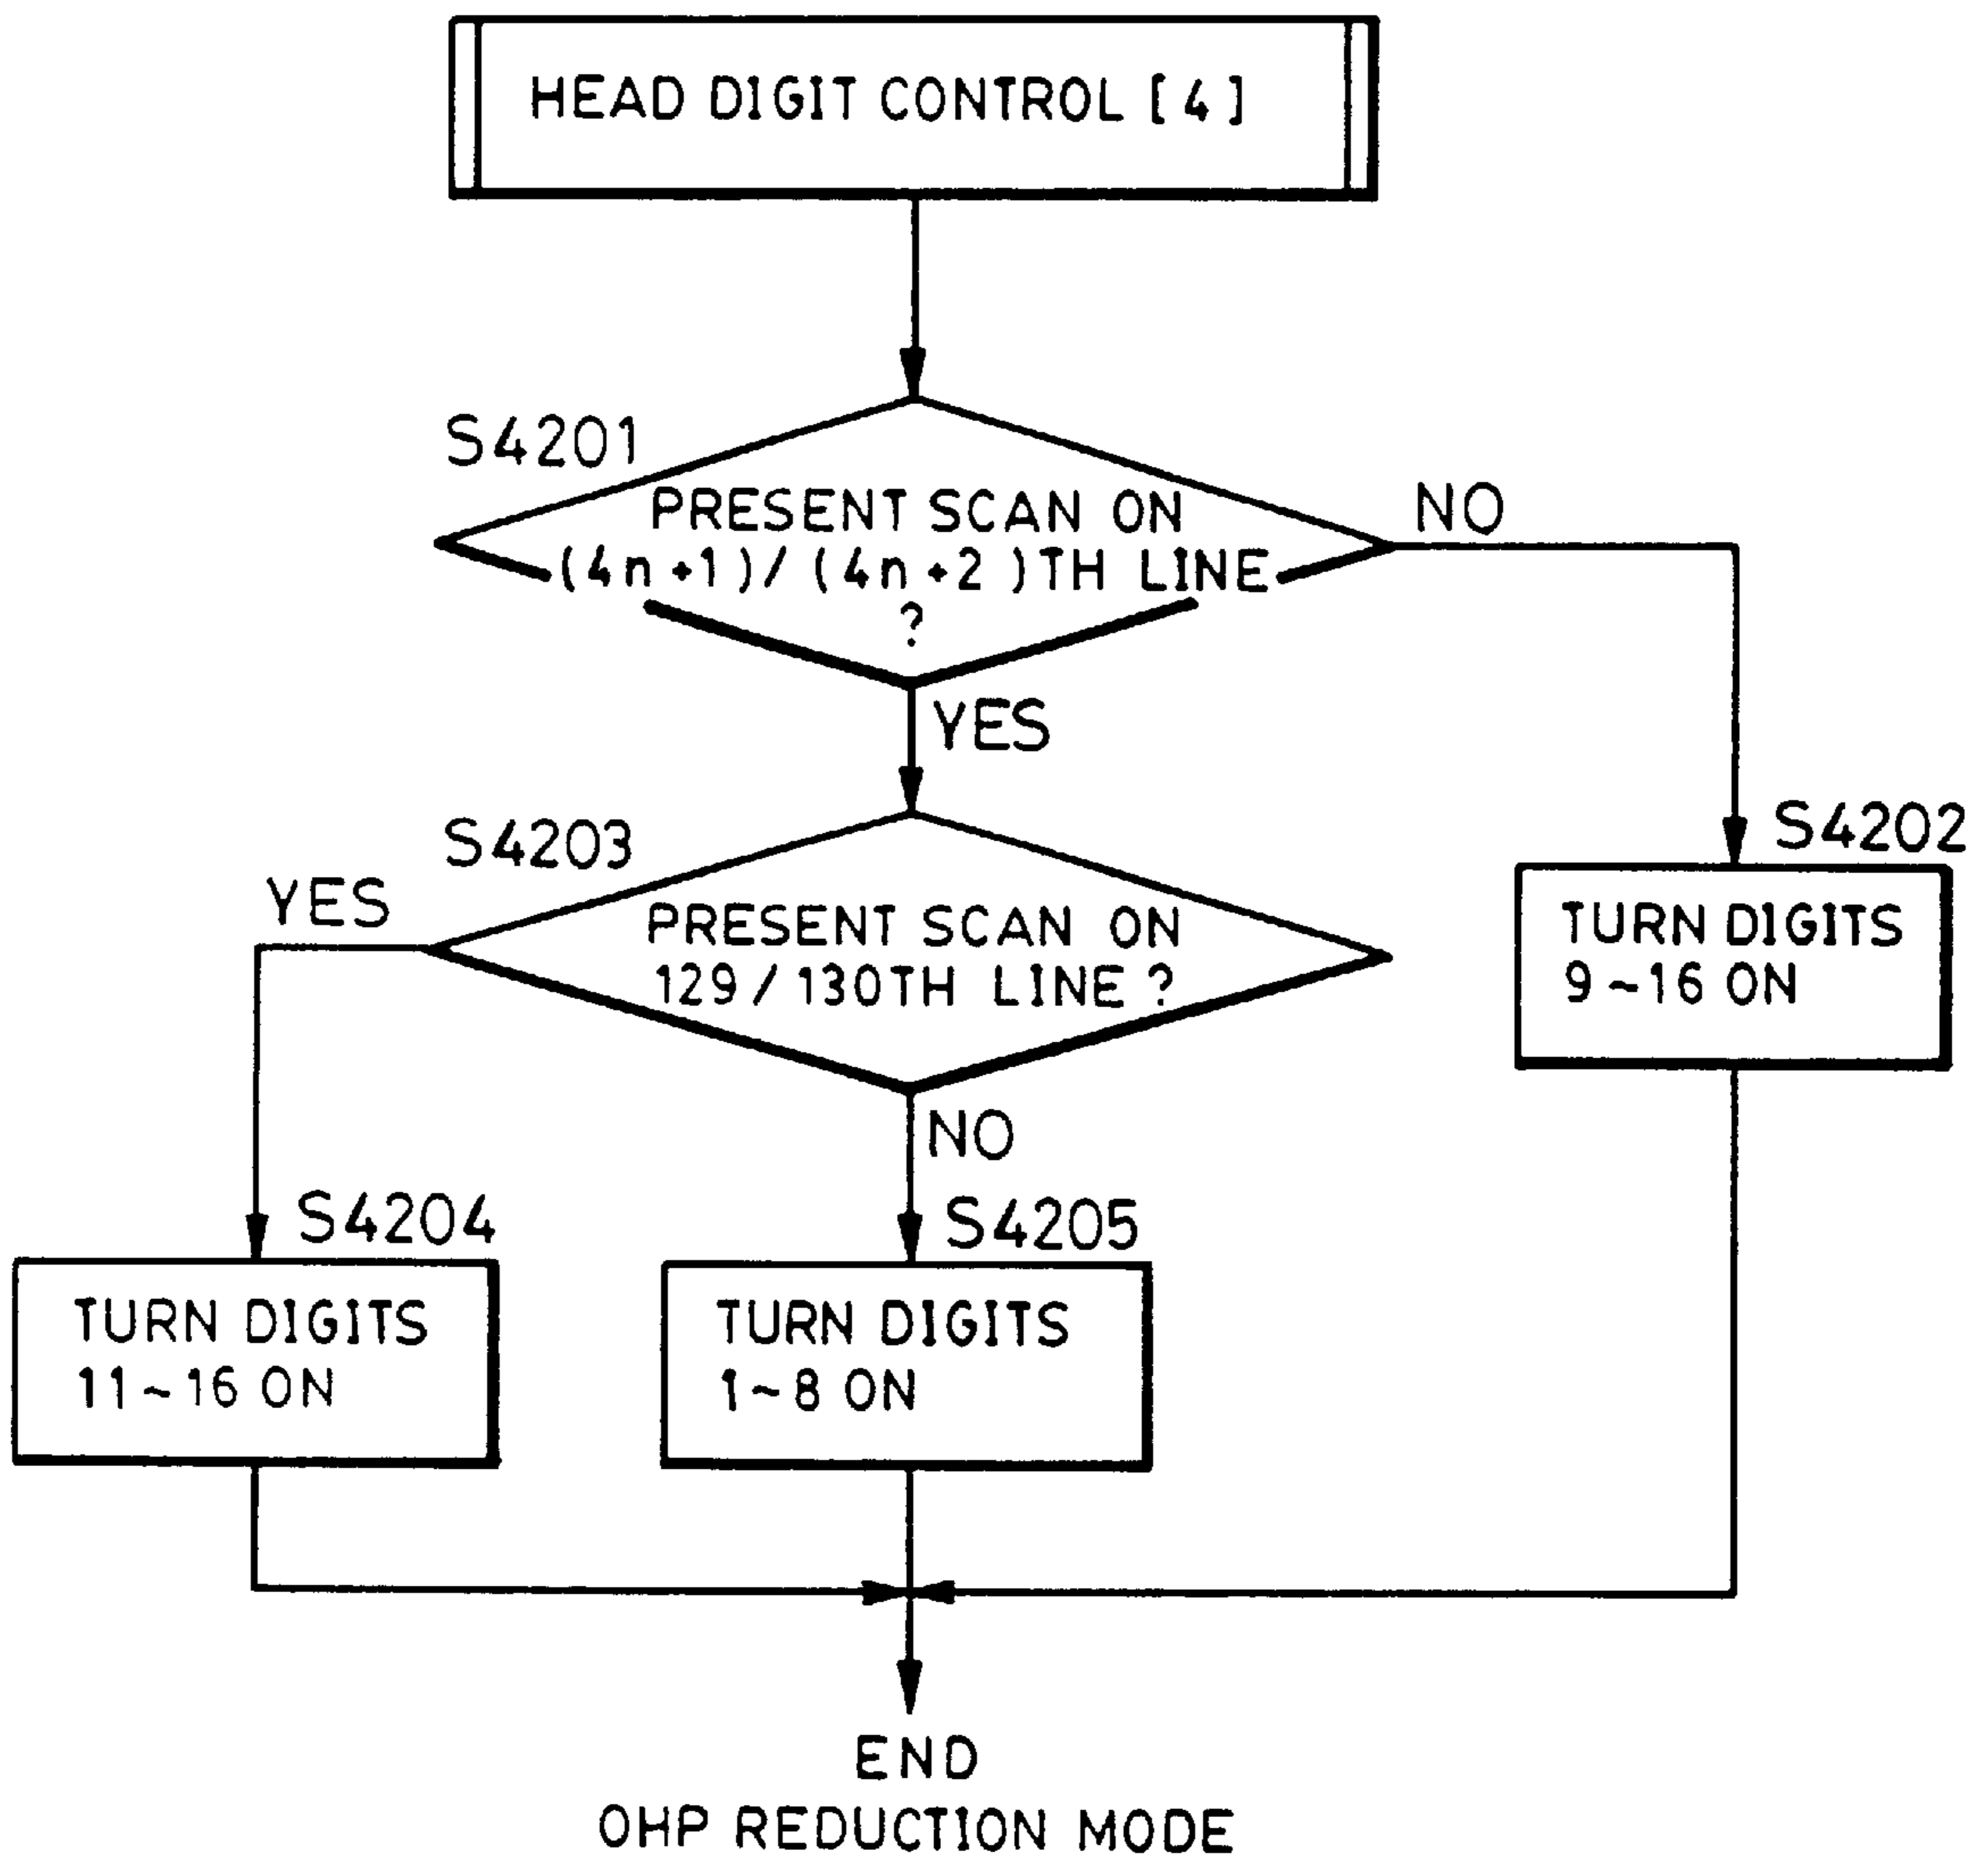 HEAD DIGIT CONTROL [4]
S4201
PRESENT SCAN ON
(4n+1)/(4n+2)TH LINE
?
NO
YES
S4202
TURN DIGITS
9~16 ON
S4203
YES
PRESENT SCAN ON
129/130TH LINE?
NO
S4204
TURN DIGITS
11~16 ON
S4205
TURN DIGITS
1~8 ON
END
OHP REDUCTION MODE